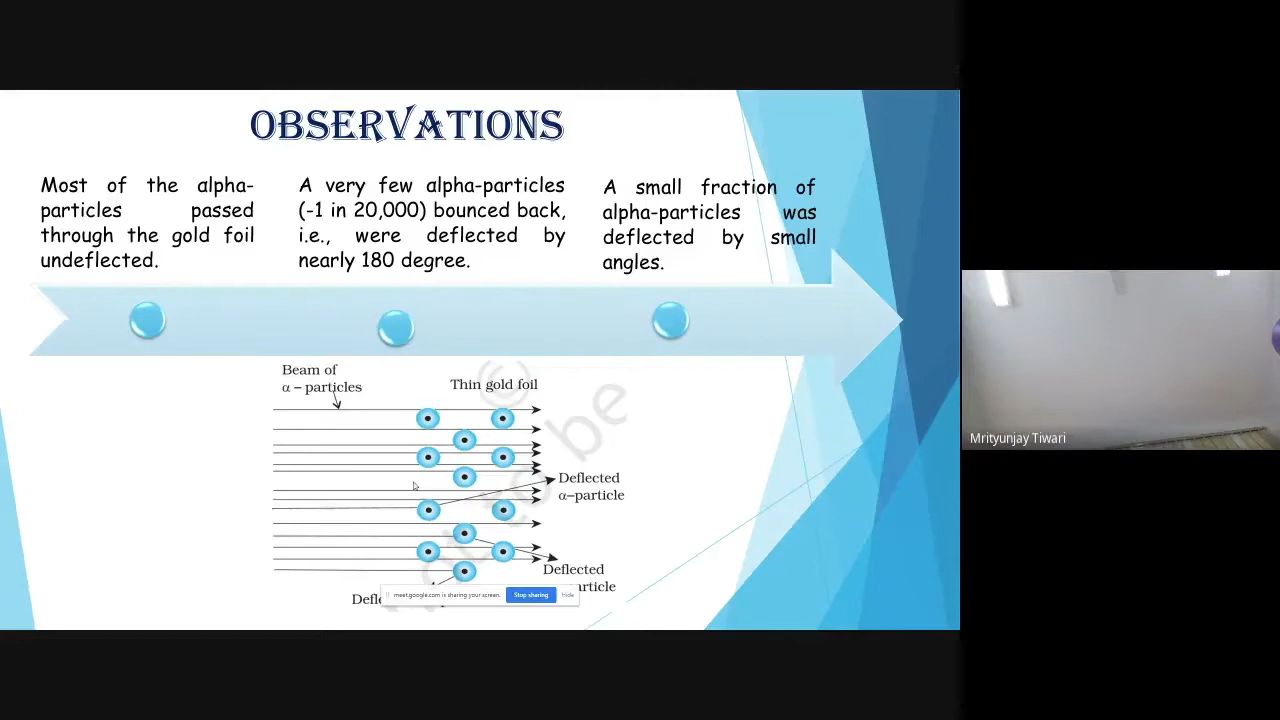 OBSERVATIONS
Most of the alpha-
particles passed
through the gold foil
undeflected.
A very few alpha-particles
(-1 in 20,000) bounced back,
i.e., were deflected by
nearly 180 degree.
A small fraction of
alpha-particles was
deflected by small
angles.
Beam of
α – particles
Thin gold foil
Deflected
α–particle
Deflected
meet.google.com is sharing your screen.
Stop sharing
Hide
© 
not to be
Mrityunjay Tiwari